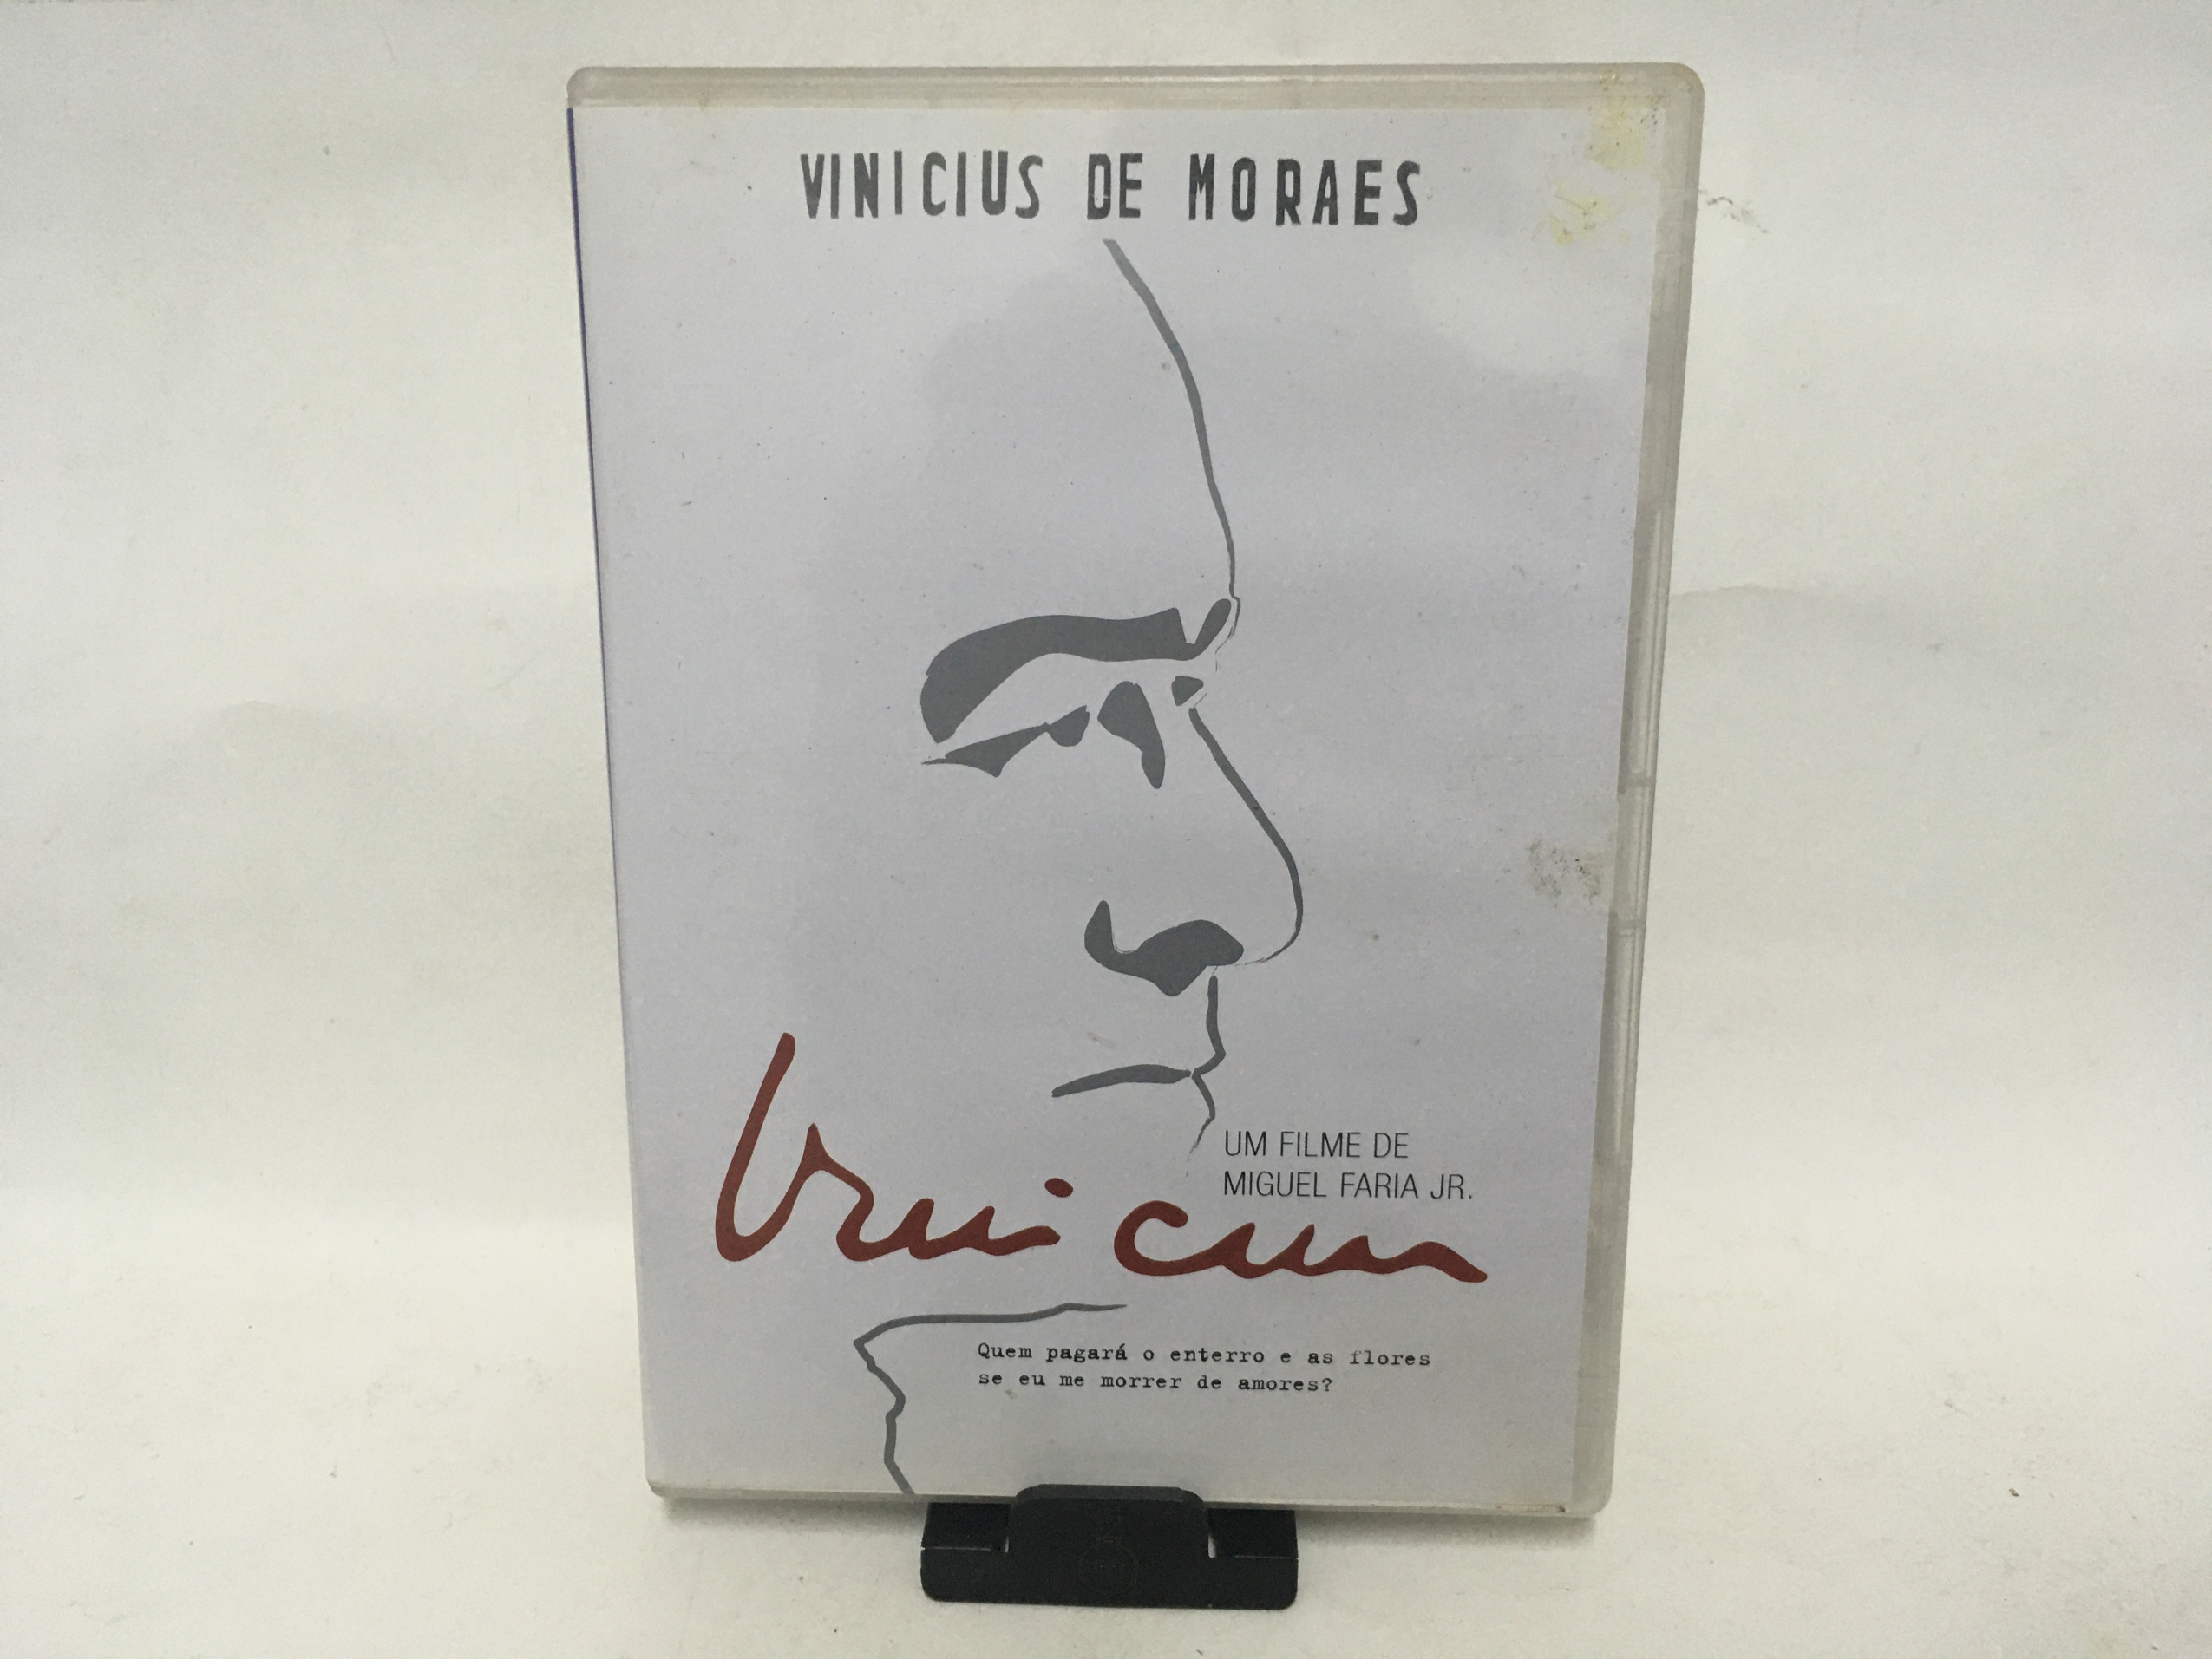 VINICIUS DE MORAES
UM FILME DE
MIGUEL FARIA JR.
Vinicius
Quem pagará o enterro e as flores
se eu me morrer de amores?